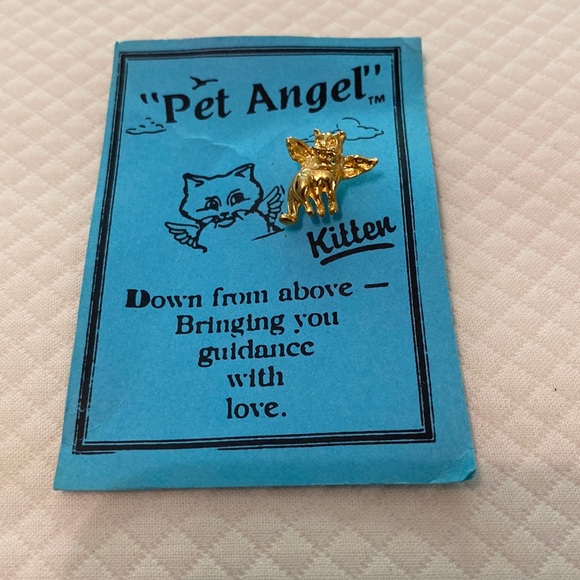 "Pet Angel"™
Kitten
Down from above —
Bringing you
guidance
with
love.